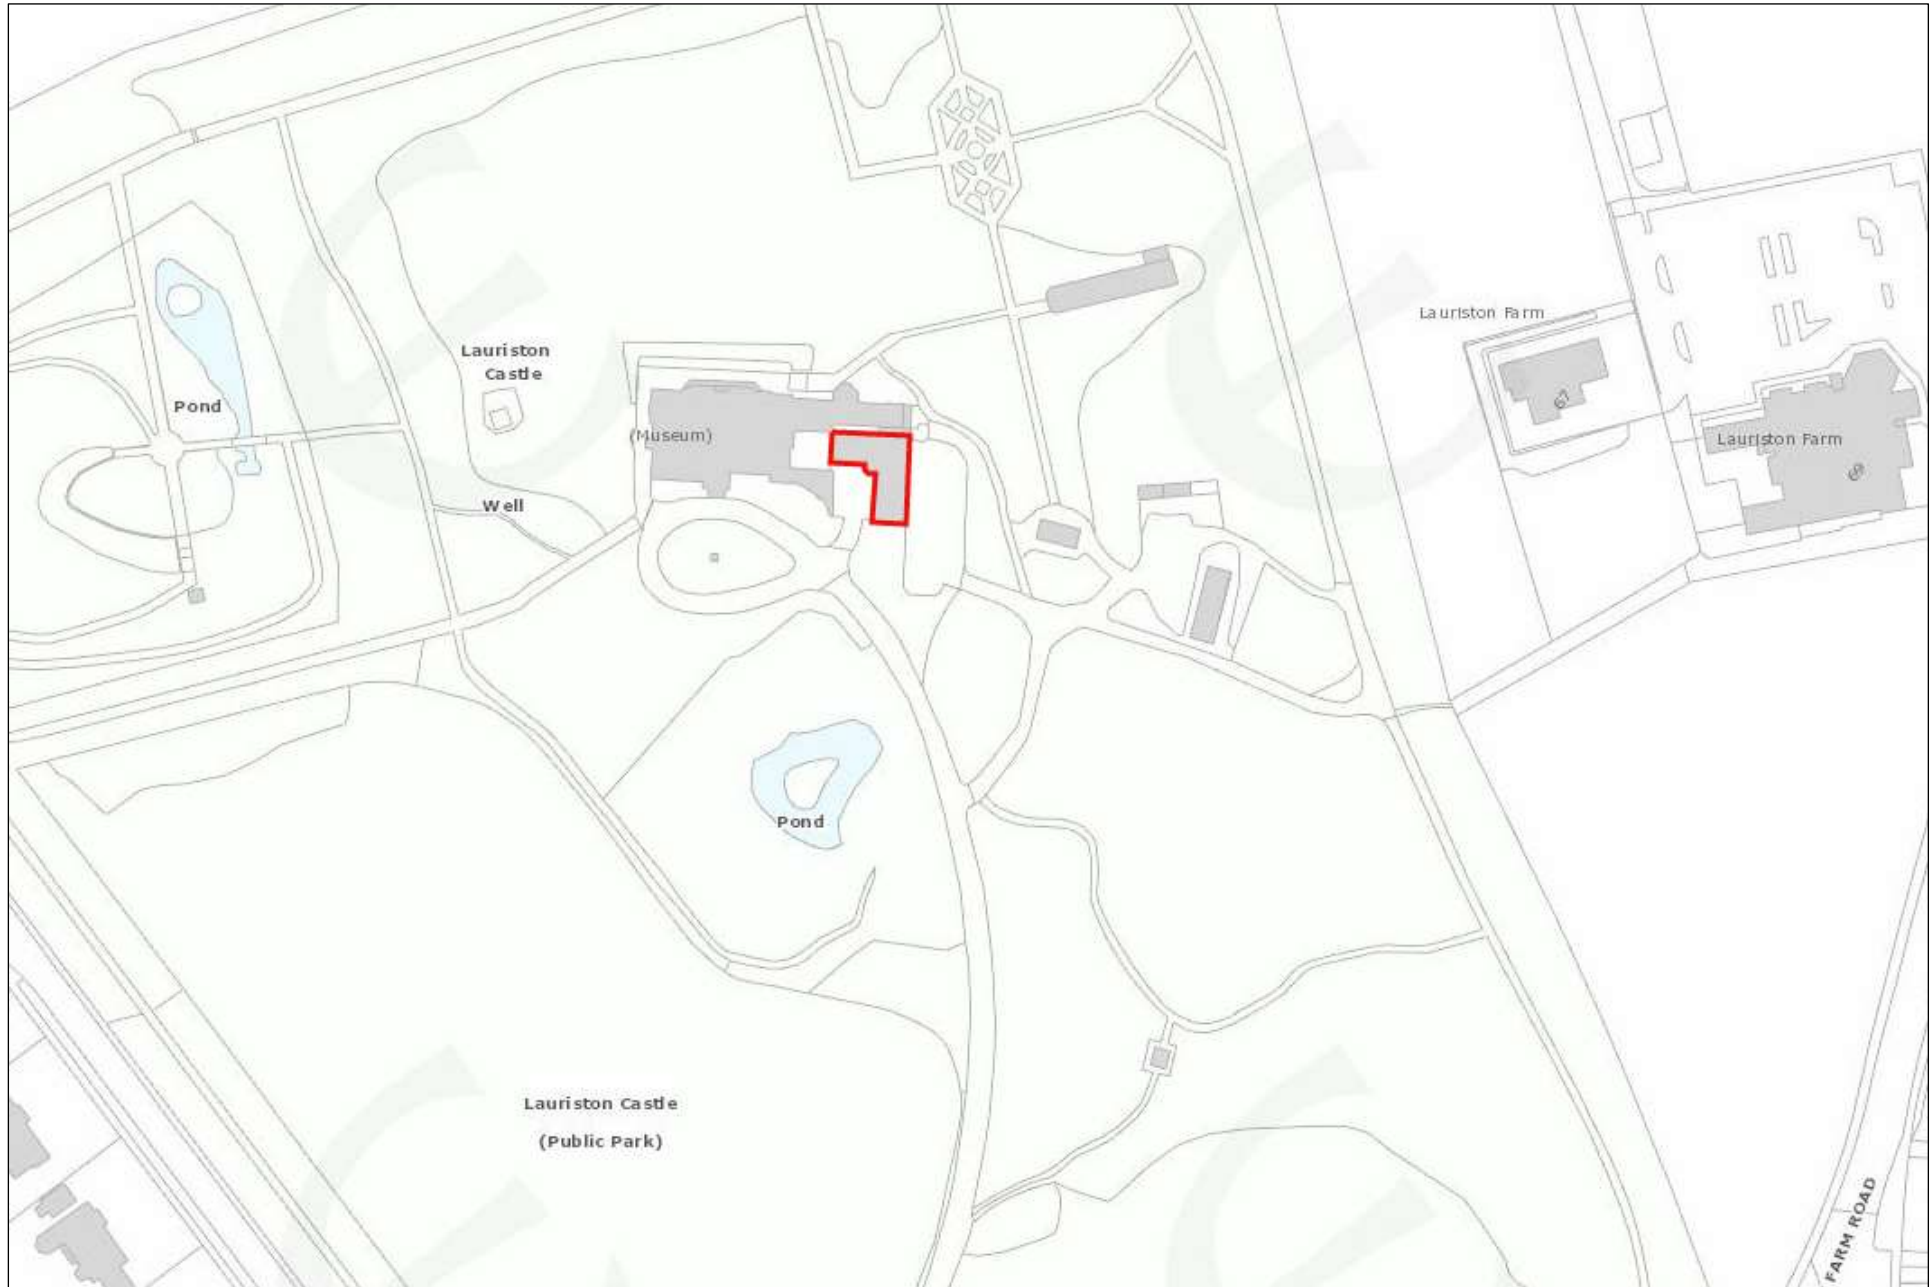 Lauriston Farm
Lauriston
Castle
67
Pond
(Museum)
Lauriston Farm
69
Well
Pond
Lauriston Castle
(Public Park)
FARM ROAD